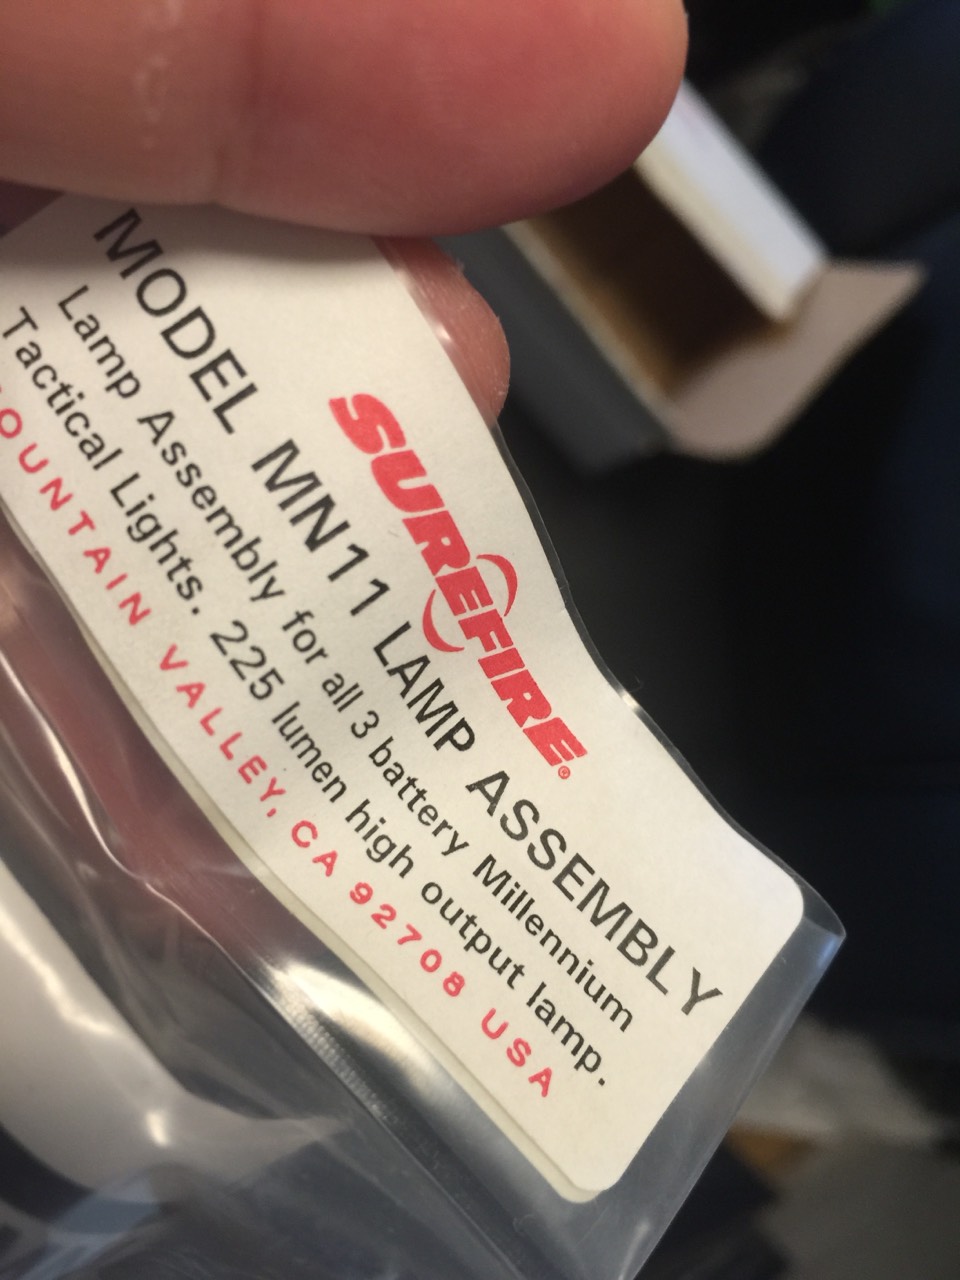 SUREFIRE®
MODEL MN11 LAMP ASSEMBLY
Lamp Assembly for all 3 battery Millennium
Tactical Lights. 225 lumen high output lamp.
VALLEY, CA 92708 USA